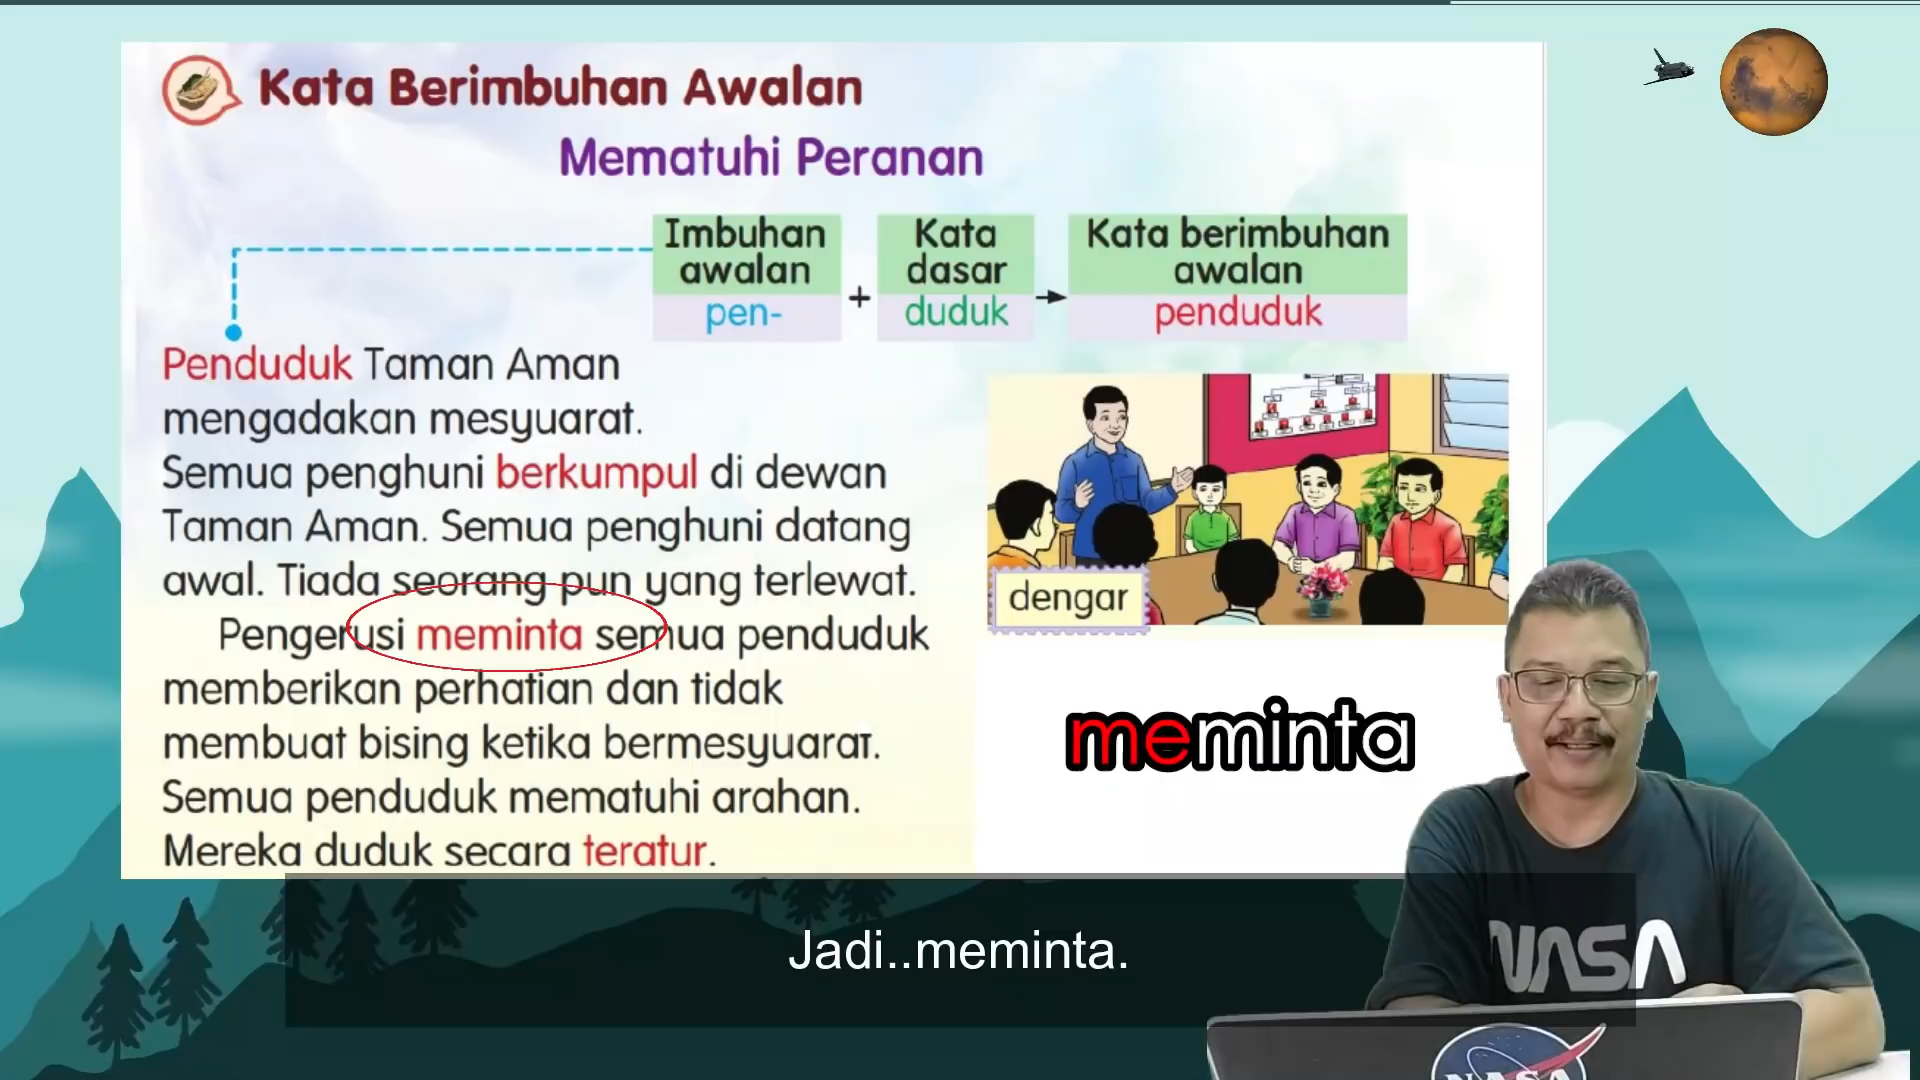 Kata Berimbuhan Awalan
Mematuhi Peranan
Imbuhan awalan
pen-
+
Kata dasar
duduk
Kata berimbuhan awalan
penduduk
Penduduk Taman Aman
mengadakan mesyuarat.
Semua penghuni berkumpul di dewan
Taman Aman. Semua penghuni datang
awal. Tiada seorang pun yang terlewat.
Pengerusi meminta semua penduduk
memberikan perhatian dan tidak
membuat bising ketika bermesyuarat.
Semua penduduk mematuhi arahan.
Mereka duduk secara teratur.
dengar
meminta
Jadi..meminta.
NASA
NASA